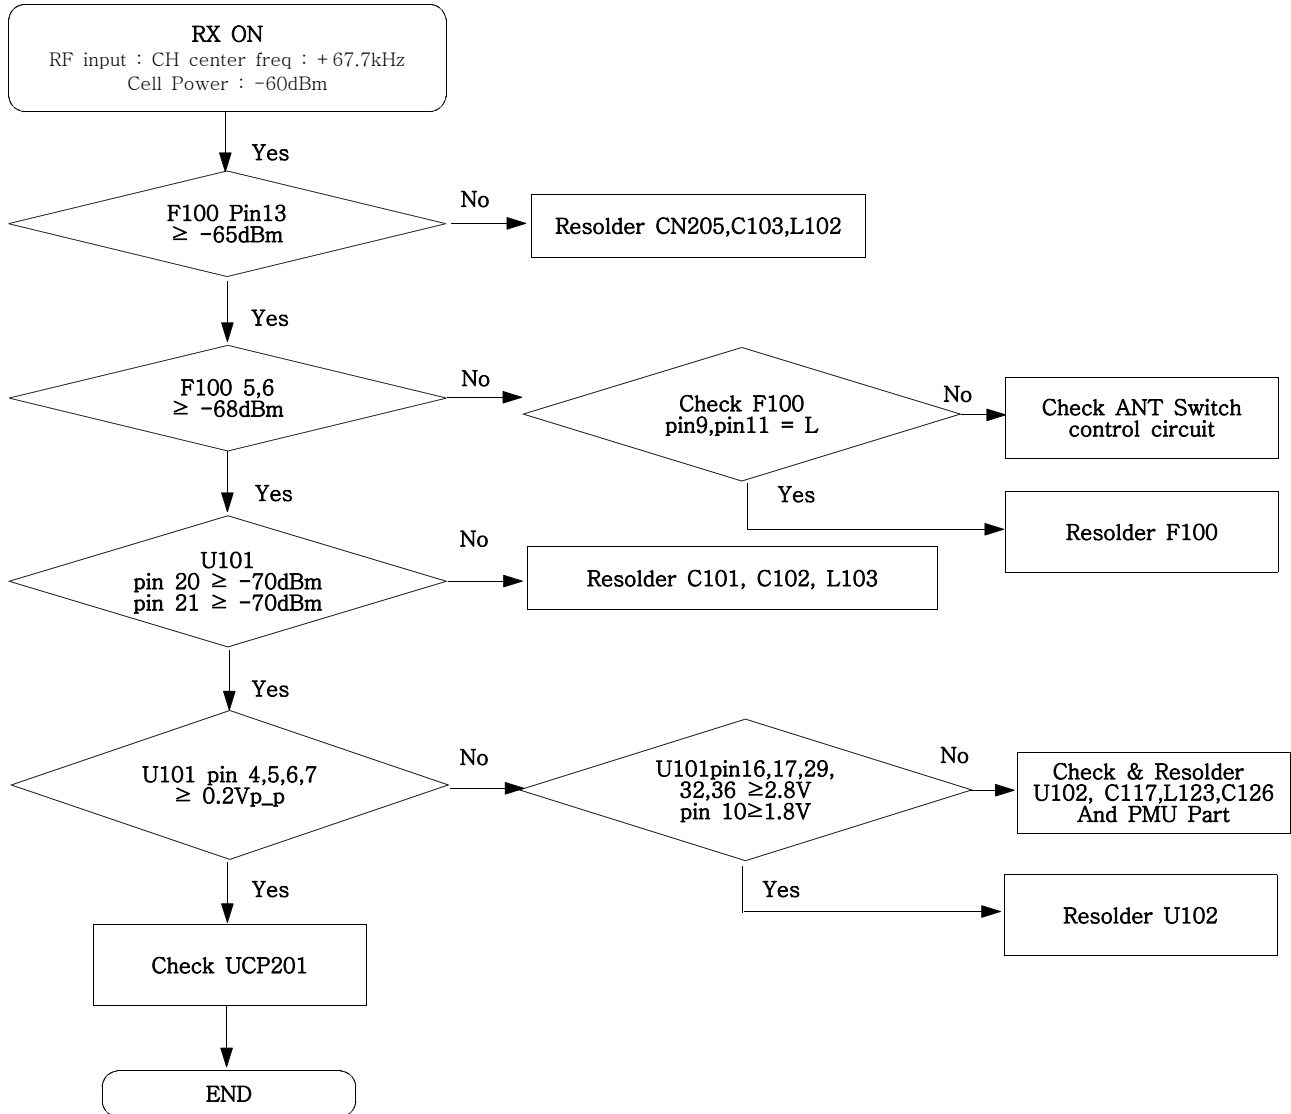 RX ON
RF input : CH center freq : +67.7kHz
Cell Power : -60dBm
Yes
F100 Pin13
≥ -65dBm
No
Resolder CN205,C103,L102
Yes
F100 5,6
≥ -68dBm
No
Check F100
pin9,pin11 = L
No
Check ANT Switch
control circuit
Yes
Resolder F100
Yes
U101
pin 20 ≥ -70dBm
pin 21 ≥ -70dBm
No
Resolder C101, C102, L103
Yes
U101 pin 4,5,6,7
≥ 0.2Vp_p
No
U101pin16,17,29,
32,36 ≥2.8V
pin 10≥1.8V
No
Check & Resolder
U102, C117,L123,C126
And PMU Part
Yes
Resolder U102
Yes
Check UCP201
END